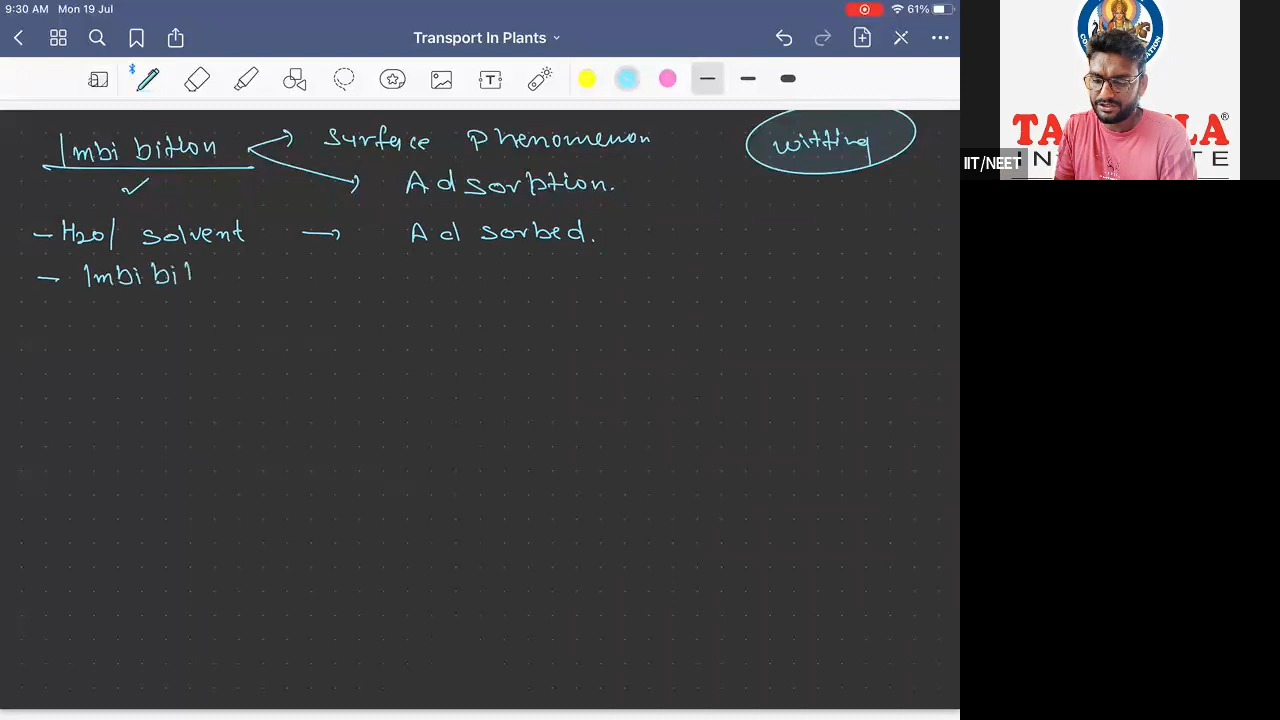 9:30 AM Mon 19 Jul
61%
Transport In Plants
T
Imbibition
Surface Phenomenon
witting
Adsorption.
- H2O/ solvent → Adsorbed.
- Imbibi
IIT/NEET